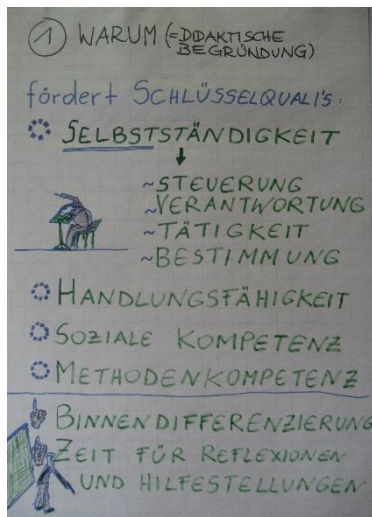 ① WARUM (=DIDAKTISCHE
BEGRÜNDUNG)
fördert SCHLÜSSELQUALI'S:
SELBSTSTÄNDIGKEIT
~STEUERUNG
~VERANTWORTUNG
~TÄTIGKEIT
~BESTIMMUNG
HANDLUNGSFÄHIGKEIT
SOZIALE KOMPETENZ
METHODENKOMPETENZ
BINNENDIFFERENZIERUNG
ZEIT FÜR REFLEXIONEN
UND HILFESTELLUNGEN